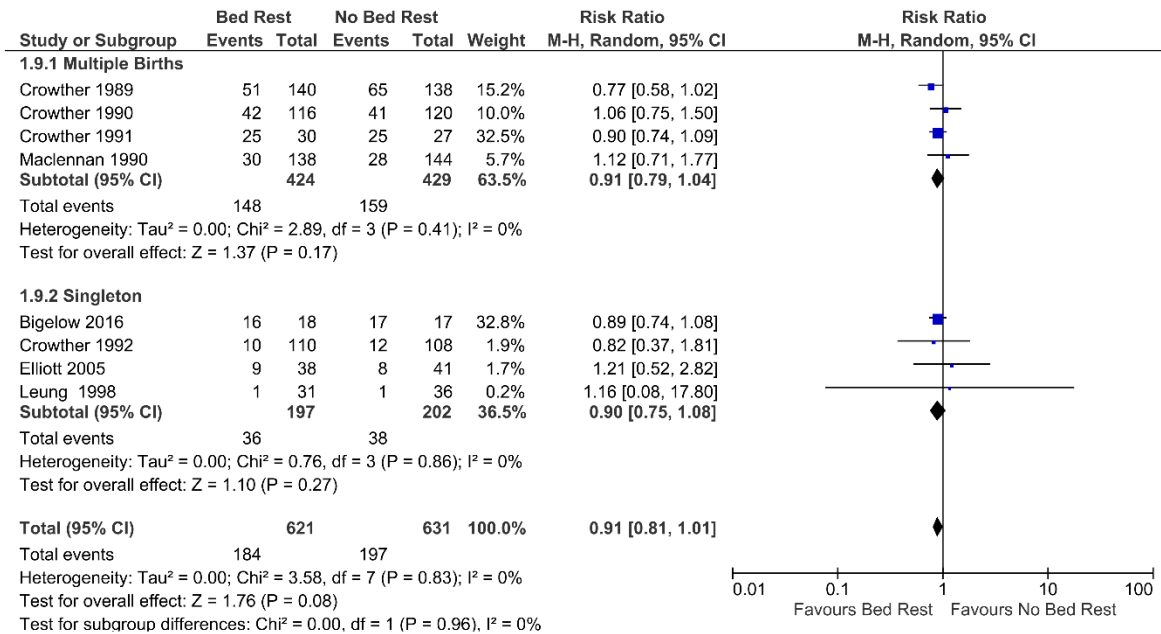 Bed Rest No Bed Rest Risk Ratio Risk Ratio
Study or Subgroup Events Total Events Total Weight M-H, Random, 95% CI M-H, Random, 95% CI
1.9.1 Multiple Births
Crowther 1989 51 140 65 138 15.2% 0.77 [0.58, 1.02]
Crowther 1990 42 116 41 120 10.0% 1.06 [0.75, 1.50]
Crowther 1991 25 30 25 27 32.5% 0.90 [0.74, 1.09]
Maclennan 1990 30 138 28 144 5.7% 1.12 [0.71, 1.77]
Subtotal (95% CI) 424 429 63.5% 0.91 [0.79, 1.04]
Total events 148 159
Heterogeneity: Tau² = 0.00; Chi² = 2.89, df = 3 (P = 0.41); I² = 0%
Test for overall effect: Z = 1.37 (P = 0.17)
1.9.2 Singleton
Bigelow 2016 16 18 17 17 32.8% 0.89 [0.74, 1.08]
Crowther 1992 10 110 12 108 1.9% 0.82 [0.37, 1.81]
Elliott 2005 9 38 8 41 1.7% 1.21 [0.52, 2.82]
Leung 1998 1 31 1 36 0.2% 1.16 [0.08, 17.80]
Subtotal (95% CI) 197 202 36.5% 0.90 [0.75, 1.08]
Total events 36 38
Heterogeneity: Tau² = 0.00; Chi² = 0.76, df = 3 (P = 0.86); I² = 0%
Test for overall effect: Z = 1.10 (P = 0.27)
Total (95% CI) 621 631 100.0% 0.91 [0.81, 1.01]
Total events 184 197
Heterogeneity: Tau² = 0.00; Chi² = 3.58, df = 7 (P = 0.83); I² = 0%
Test for overall effect: Z = 1.76 (P = 0.08)
Test for subgroup differences: Chi² = 0.00, df = 1 (P = 0.96), I² = 0%
0.01 0.1 1 10 100
Favours Bed Rest Favours No Bed Rest